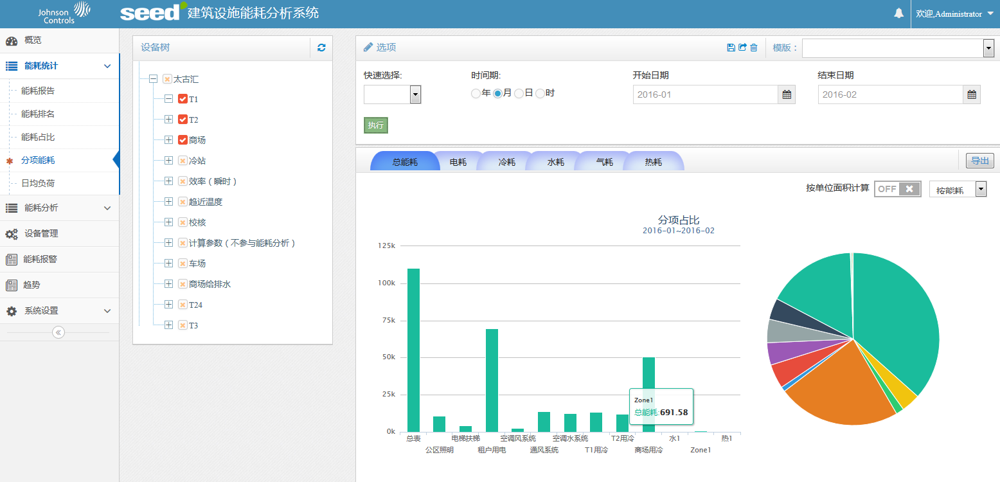 Johnson Controls
seed 建筑设施能耗分析系统
欢迎,Administrator
概览
能耗统计
能耗报告
能耗排名
能耗占比
分项能耗
日均负荷
能耗分析
设备管理
能耗报警
趋势
系统设置
设备树
太古汇
T1
T2
商场
冷站
效率(瞬时)
趋近温度
校核
计算参数(不参与能耗分析)
车场
商场给排水
T24
T3
选项
模版:
快速选择:
时间期:
开始日期
结束日期
年 月 日 时
2016-01
2016-02
执行
总能耗 电耗 冷耗 水耗 气耗 热耗
导出
按单位面积计算 OFF 按能耗
分项占比
2016-01~2016-02
125k
100k
75k
50k
25k
0k
Zone1
总能耗:691.58
总表 电梯扶梯 空调风系统 空调水系统 T2用冷 水1 热1
公区照明 租户用电 通风系统 T1用冷 商场用冷 Zone1